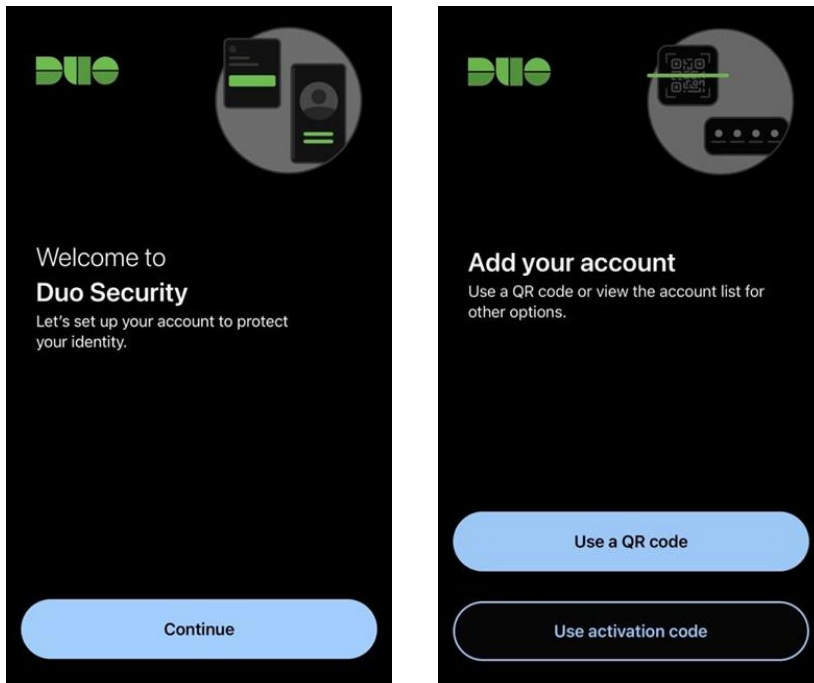 DUO
Welcome to
Duo Security
Let's set up your account to protect
your identity.
Continue
DUO
Add your account
Use a QR code or view the account list for
other options.
Use a QR code
Use activation code